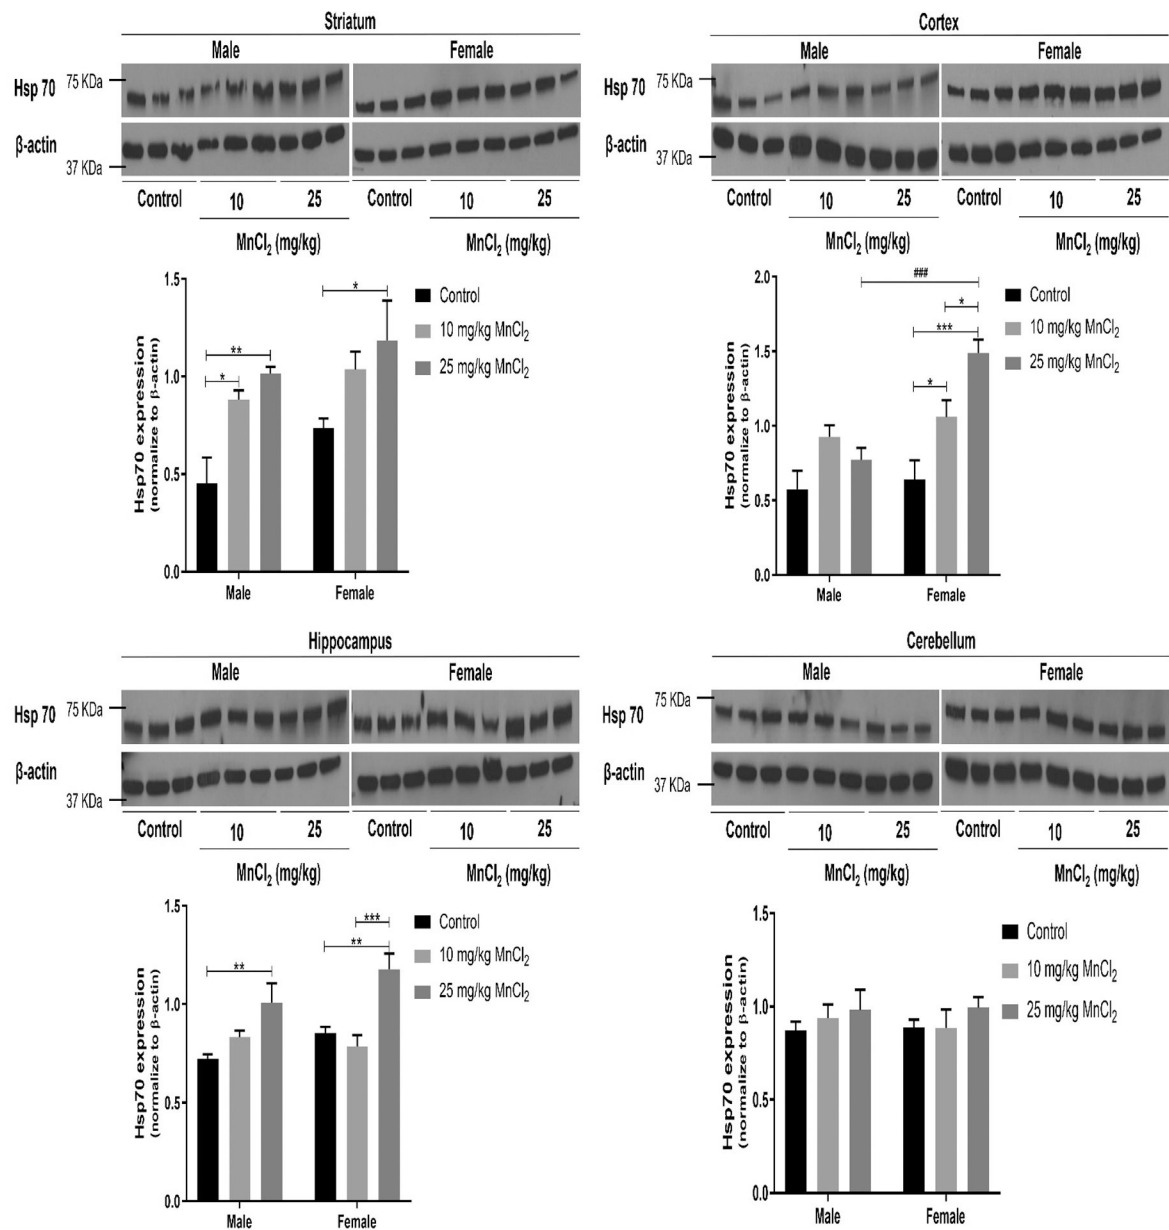 Striatum
Male Female
Hsp 70 75 KDa
β-actin
37 KDa
Control 10 25 Control 10 25
MnCl2 (mg/kg) MnCl2 (mg/kg)
Hsp70 expression
(normalize to β-actin)
1.5
1.0
0.5
0.0
* ** *
Male Female
Control
10 mg/kg MnCl2
25 mg/kg MnCl2
Cortex
Male Female
Hsp 70 75 KDa
β-actin
37 KDa
Control 10 25 Control 10 25
MnCl2 (mg/kg) MnCl2 (mg/kg)
Hsp70 expression
(normalize to β-actin)
2.0
1.5
1.0
0.5
0.0
###
*
***
*
Male Female
Control
10 mg/kg MnCl2
25 mg/kg MnCl2
Hippocampus
Male Female
Hsp 70 75 KDa
β-actin
37 KDa
Control 10 25 Control 10 25
MnCl2 (mg/kg) MnCl2 (mg/kg)
Hsp70 expression
(normalize to β-actin)
1.5
1.0
0.5
0.0
***
**
**
Male Female
Control
10 mg/kg MnCl2
25 mg/kg MnCl2
Cerebellum
Male Female
Hsp 70 75 KDa
β-actin
37 KDa
Control 10 25 Control 10 25
MnCl2 (mg/kg) MnCl2 (mg/kg)
Hsp70 expression
(normalize to β-actin)
1.5
1.0
0.5
0.0
Male Female
Control
10 mg/kg MnCl2
25 mg/kg MnCl2